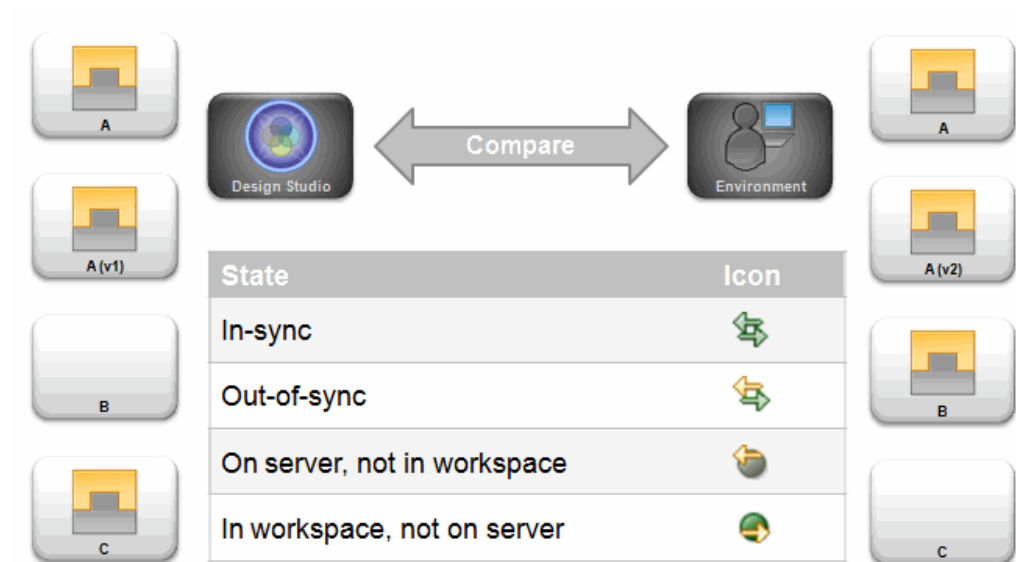 A
Design Studio
Compare
Environment
A
A (v1)
A (v2)
State Icon
In-sync
Out-of-sync
B
B
On server, not in workspace
In workspace, not on server
C
C